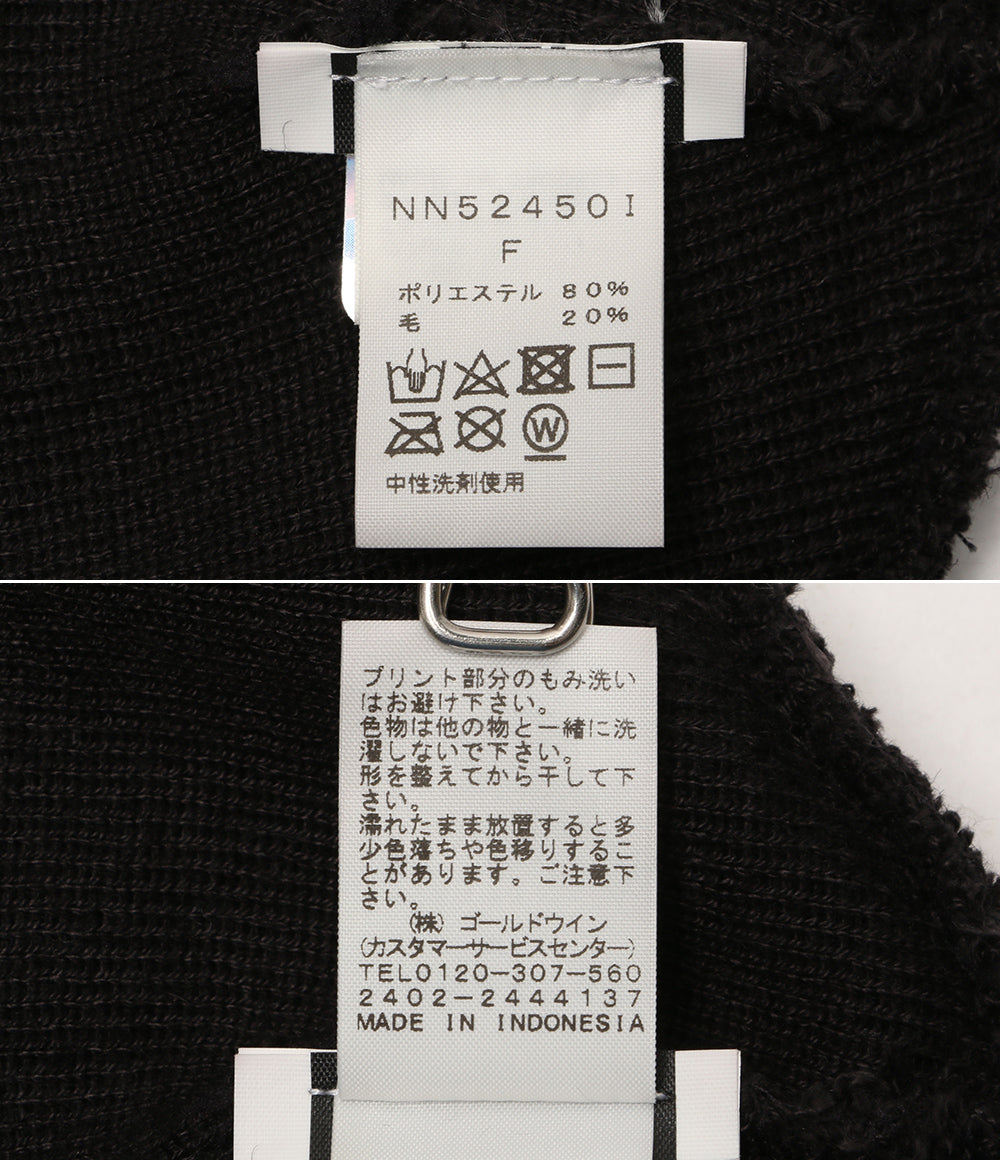 NN52450I
F
ポリエステル 80%
毛 20%
W
中性洗剤使用
プリント部分のもみ洗い
はお避け下さい。
色物は他の物と一緒に洗
濯しないで下さい。
形を整えてから干して下
さい。
濡れたまま放置すると多
少色落ちや色移りするこ
とがあります。ご注意下
さい。
(株) ゴールドウイン
(カスタマーサービスセンター)
TEL0120-307-560
2402-2444137
MADE IN INDONESIA